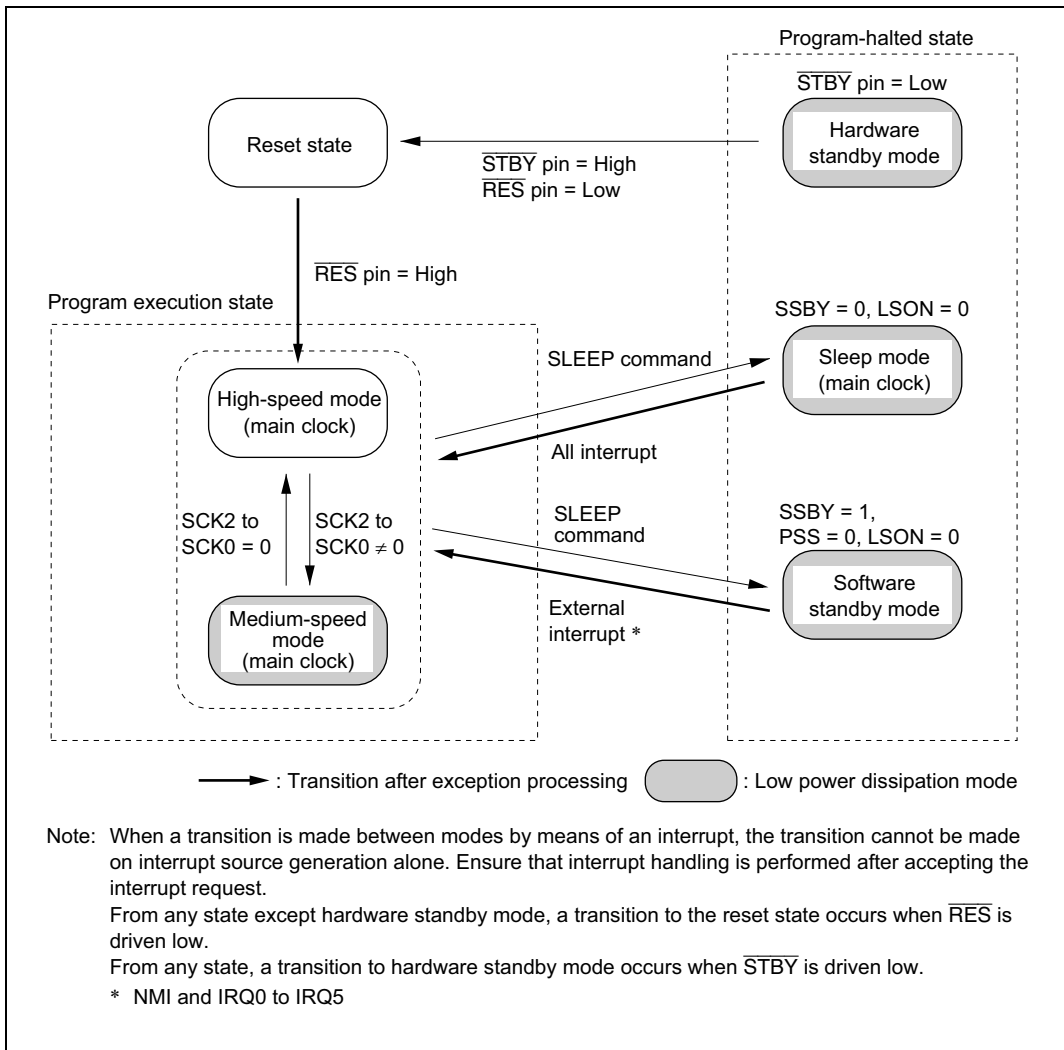 Program-halted state
STBY pin = Low
Hardware
standby mode
Reset state
STBY pin = High
RES pin = Low
RES pin = High
Program execution state
SSBY = 0, LSON = 0
Sleep mode
(main clock)
SLEEP command
High-speed mode
(main clock)
All interrupt
SCK2 to
SCK0 = 0
SCK2 to
SCK0 ≠ 0
SLEEP
command
SSBY = 1,
PSS = 0, LSON = 0
Software
standby mode
External
interrupt *
Medium-speed
mode
(main clock)
: Transition after exception processing
: Low power dissipation mode
Note: When a transition is made between modes by means of an interrupt, the transition cannot be made
on interrupt source generation alone. Ensure that interrupt handling is performed after accepting the
interrupt request.
From any state except hardware standby mode, a transition to the reset state occurs when RES is
driven low.
From any state, a transition to hardware standby mode occurs when STBY is driven low.
* NMI and IRQ0 to IRQ5